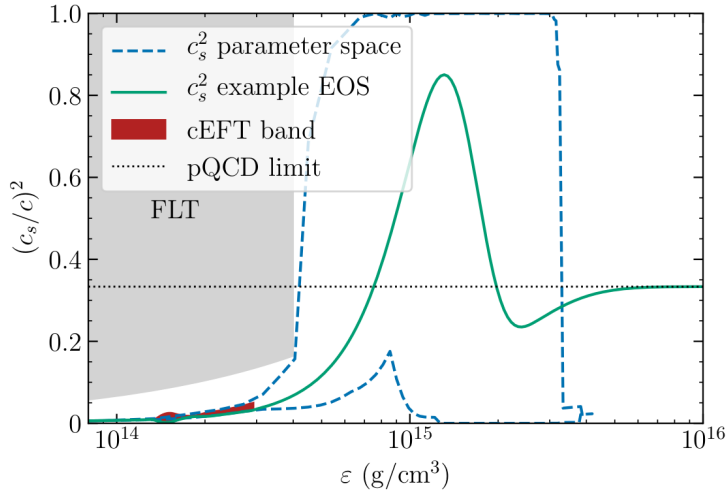 1.0
0.8
0.6
0.4
0.2
0
(c_s/c)^2
c_s^2 parameter space
c_s^2 example EOS
cEFT band
pQCD limit
FLT
10^14
10^15
10^16
ε (g/cm^3)